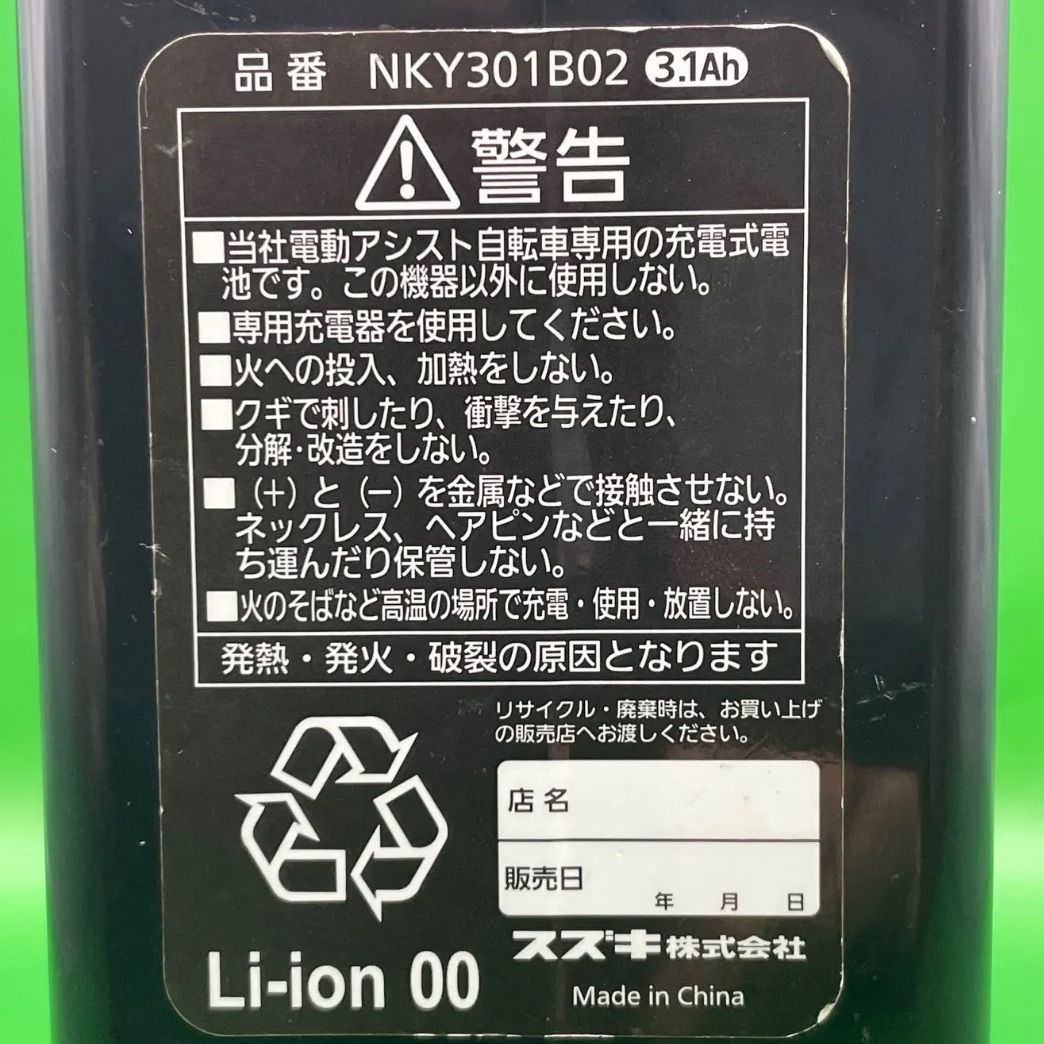 品番 NKY301B02 3.1Ah
警告
■当社電動アシスト自転車専用の充電式電
池です。この機器以外に使用しない。
■専用充電器を使用してください。
■火への投入、加熱をしない。
■クギで刺したり、衝撃を与えたり、
分解・改造をしない。
■(+)と(−)を金属などで接触させない。
ネックレス、ヘアピンなどと一緒に持
ち運んだり保管しない。
■火のそばなど高温の場所で充電・使用・放置しない。
発熱・発火・破裂の原因となります
リサイクル・廃棄時は、お買い上げ
の販売店へお渡しください。
店名
販売日
年 月 日
スズキ株式会社
Li-ion 00
Made in China